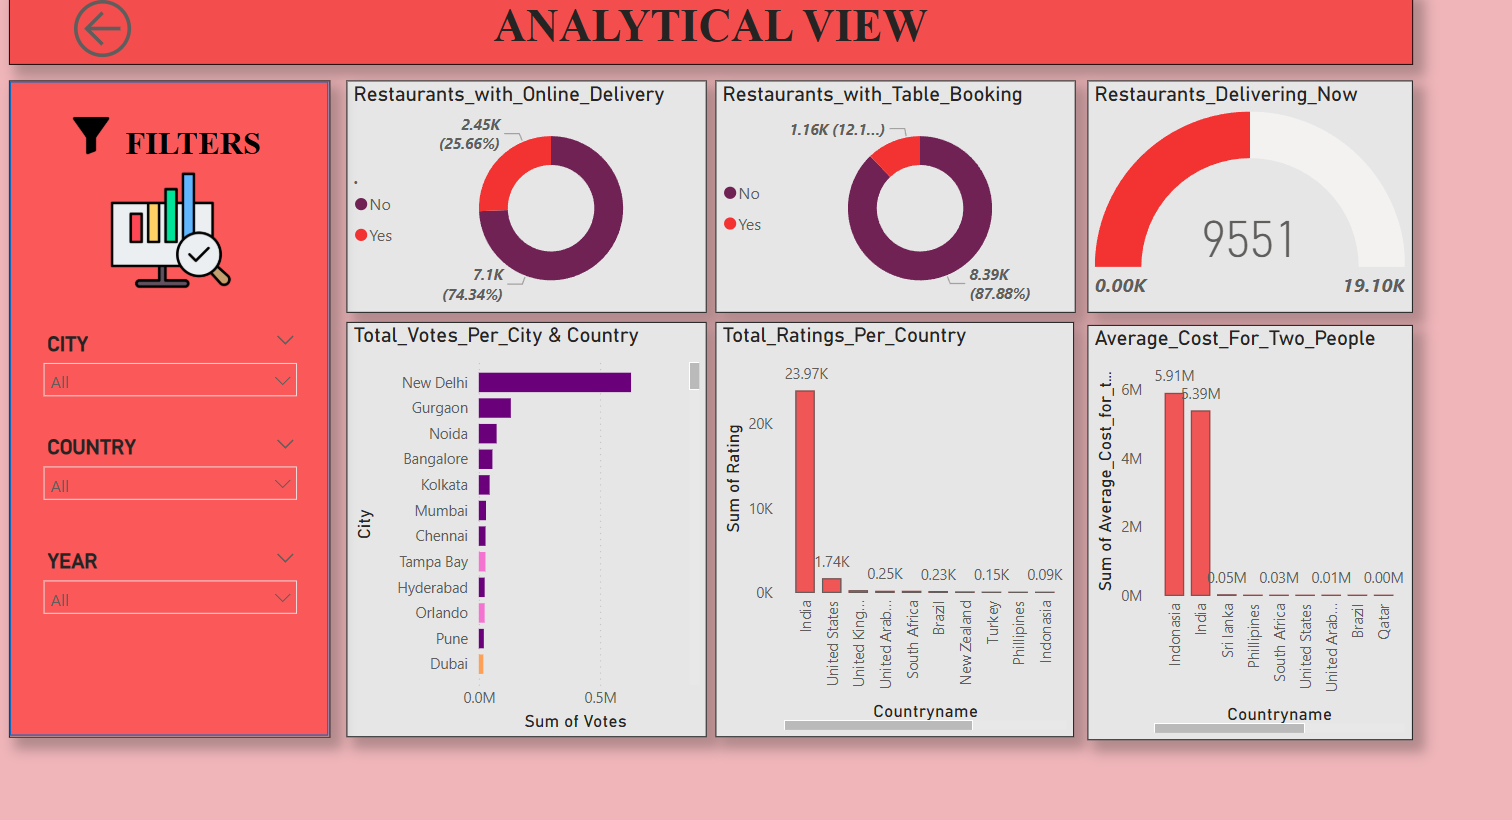 ANALYTICAL VIEW
FILTERS
CITY
All
COUNTRY
All
YEAR
All
Restaurants_with_Online_Delivery
2.45K
(25.66%)
.
No
Yes
7.1K
(74.34%)
Restaurants_with_Table_Booking
1.16K (12.1...)
No
Yes
8.39K
(87.88%)
Restaurants_Delivering_Now
9551
0.00K
19.10K
Total_Votes_Per_City & Country
City
New Delhi
Gurgaon
Noida
Bangalore
Kolkata
Mumbai
Chennai
Tampa Bay
Hyderabad
Orlando
Pune
Dubai
0.0M
0.5M
Sum of Votes
Total_Ratings_Per_Country
Sum of Rating
20K
10K
0K
23.97K
1.74K
0.25K
0.23K
0.15K
0.09K
India
United States
United King...
United Arab...
South Africa
Brazil
New Zealand
Turkey
Phillipines
Indonasia
Countryname
Average_Cost_For_Two_People
Sum of Average_Cost_for_t...
6M
4M
2M
0M
5.91M
5.39M
0.05M
0.03M
0.01M
0.00M
Indonasia
India
Sri lanka
Phillipines
South Africa
United States
United Arab...
Brazil
Qatar
Countryname